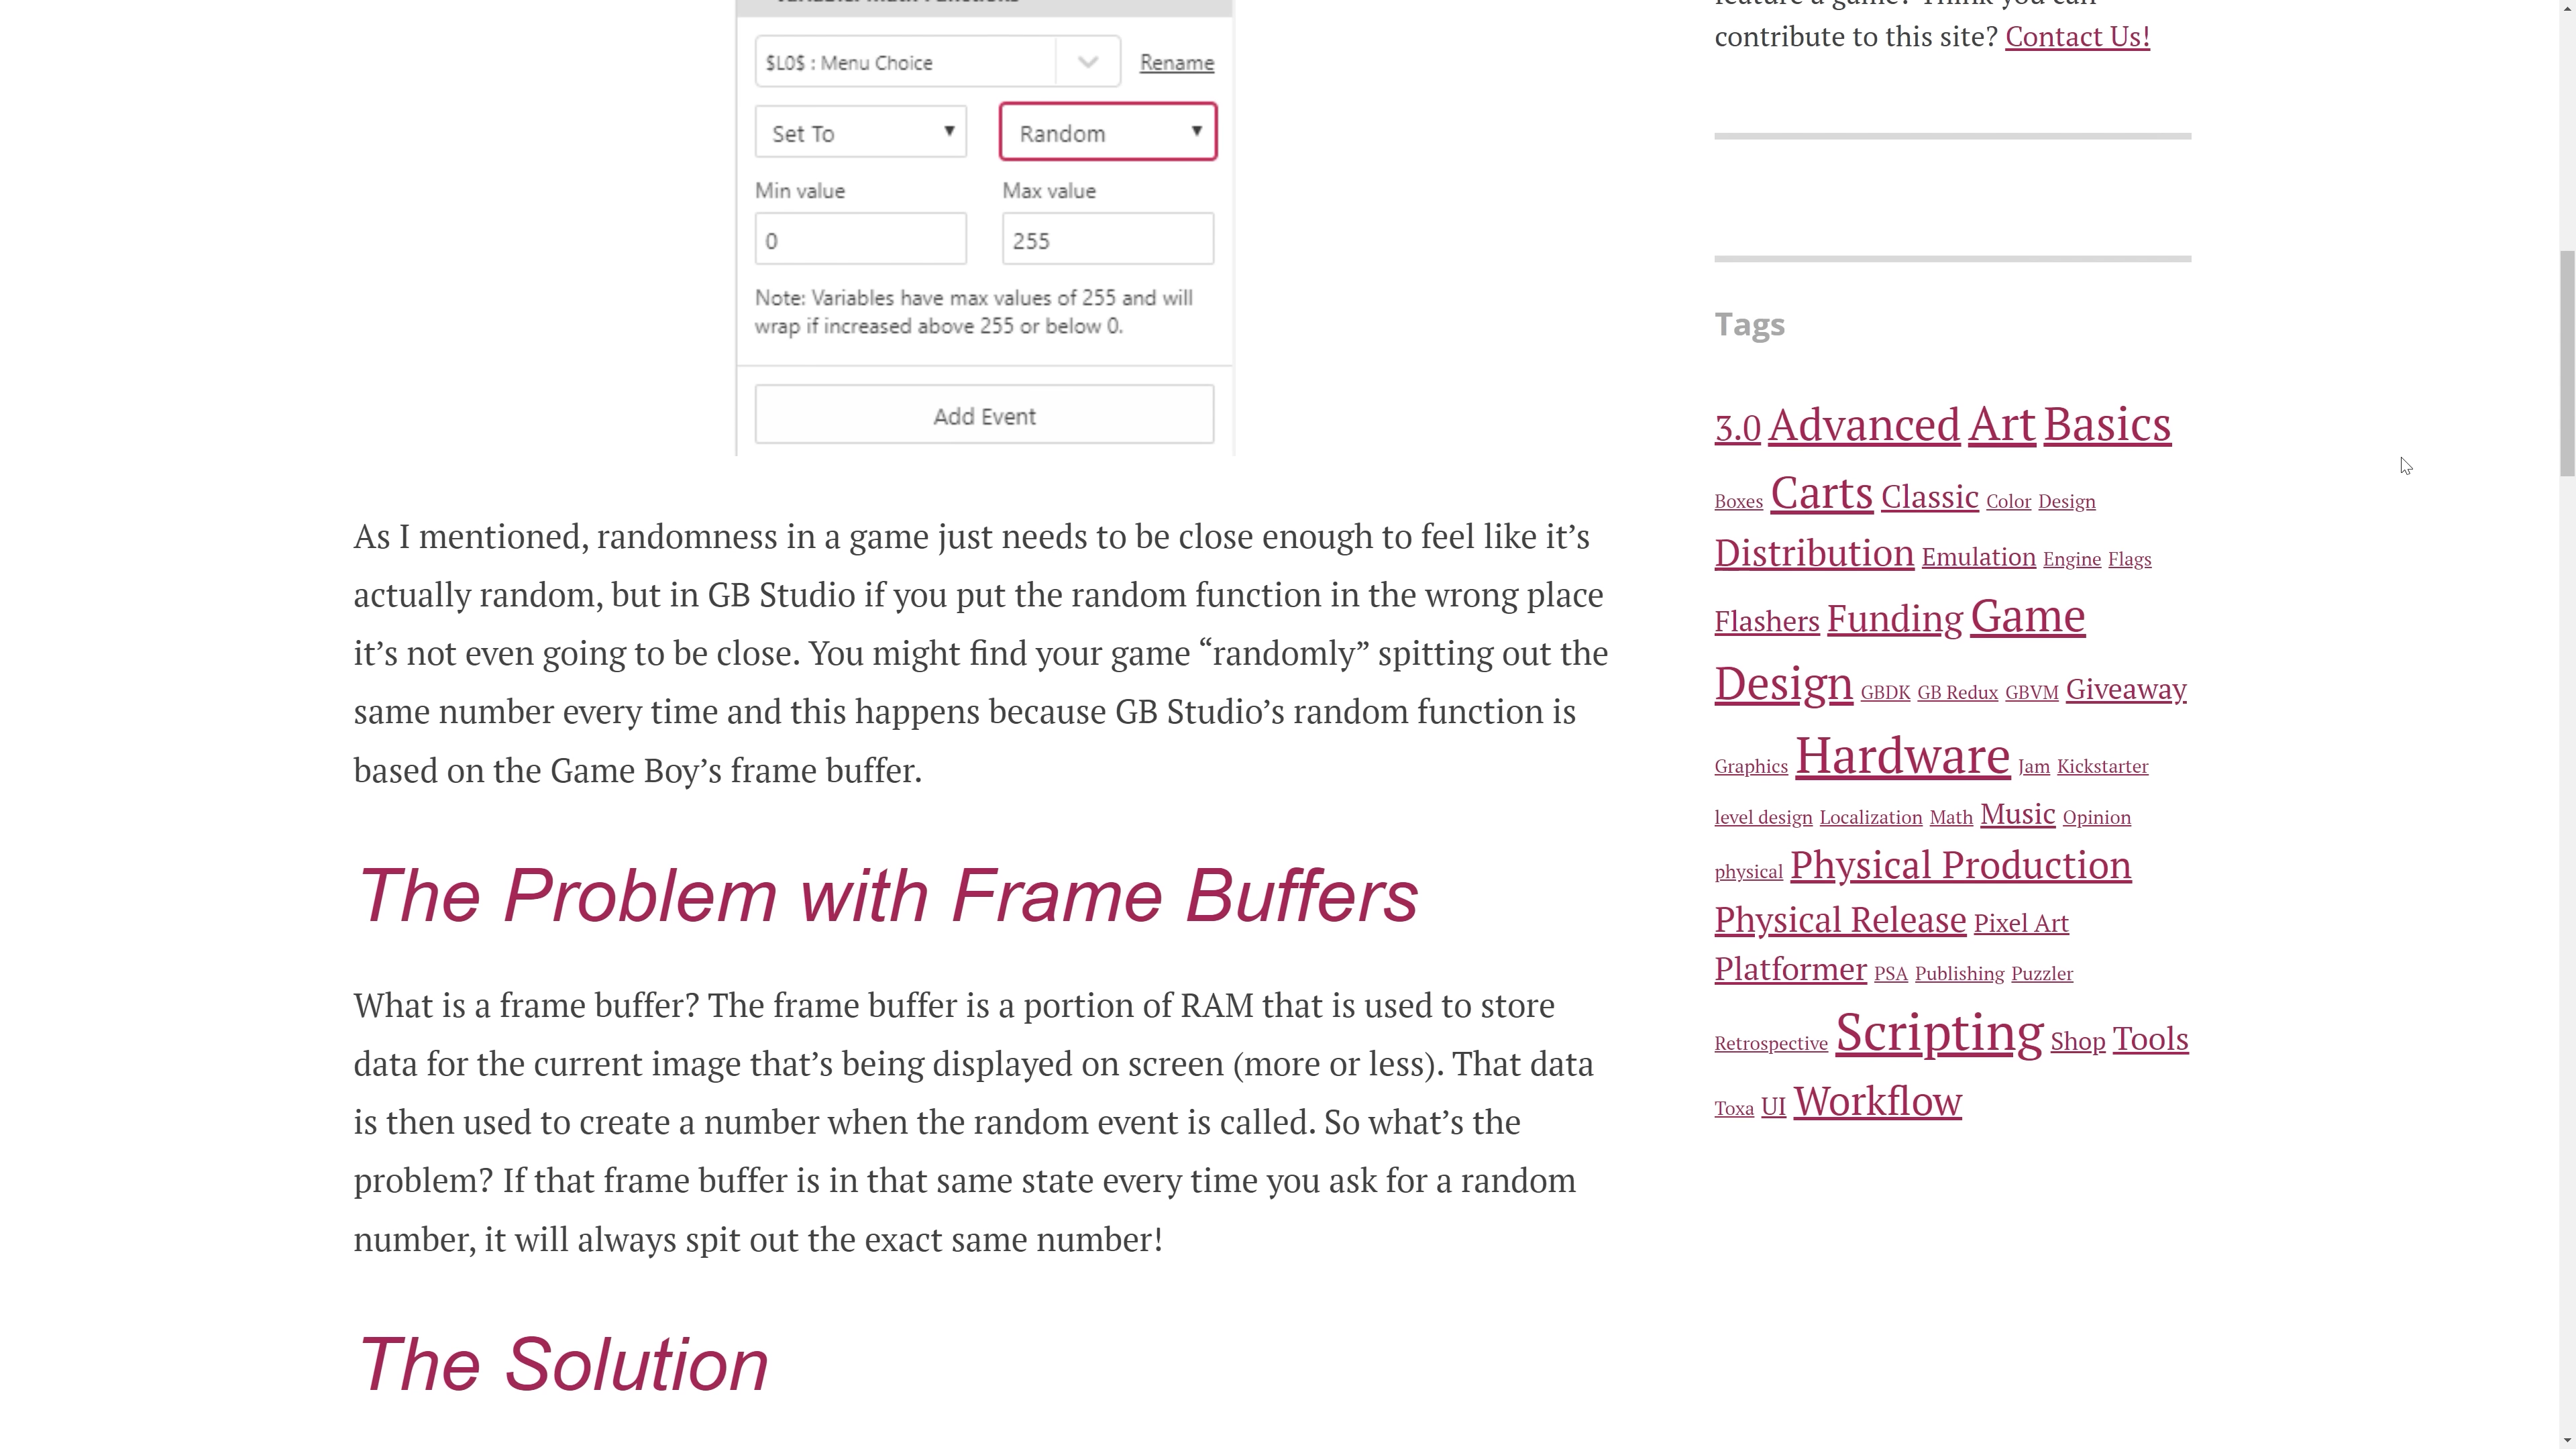 $L0$ : Menu Choice
Rename
Set To
Random
Min value
Max value
0
255
Note: Variables have max values of 255 and will
wrap if increased above 255 or below 0.
Add Event
As I mentioned, randomness in a game just needs to be close enough to feel like it’s
actually random, but in GB Studio if you put the random function in the wrong place
it’s not even going to be close. You might find your game “randomly” spitting out the
same number every time and this happens because GB Studio’s random function is
based on the Game Boy’s frame buffer.
The Problem with Frame Buffers
What is a frame buffer? The frame buffer is a portion of RAM that is used to store
data for the current image that’s being displayed on screen (more or less). That data
is then used to create a number when the random event is called. So what’s the
problem? If that frame buffer is in that same state every time you ask for a random
number, it will always spit out the exact same number!
The Solution
contribute to this site? Contact Us!
Tags
3.0 Advanced Art Basics
Boxes Carts Classic Color Design
Distribution Emulation Engine Flags
Flashers Funding Game
Design GBDK GB Redux GBVM Giveaway
Graphics Hardware Jam Kickstarter
level design Localization Math Music Opinion
physical Physical Production
Physical Release Pixel Art
Platformer PSA Publishing Puzzler
Retrospective Scripting Shop Tools
Toxa UI Workflow